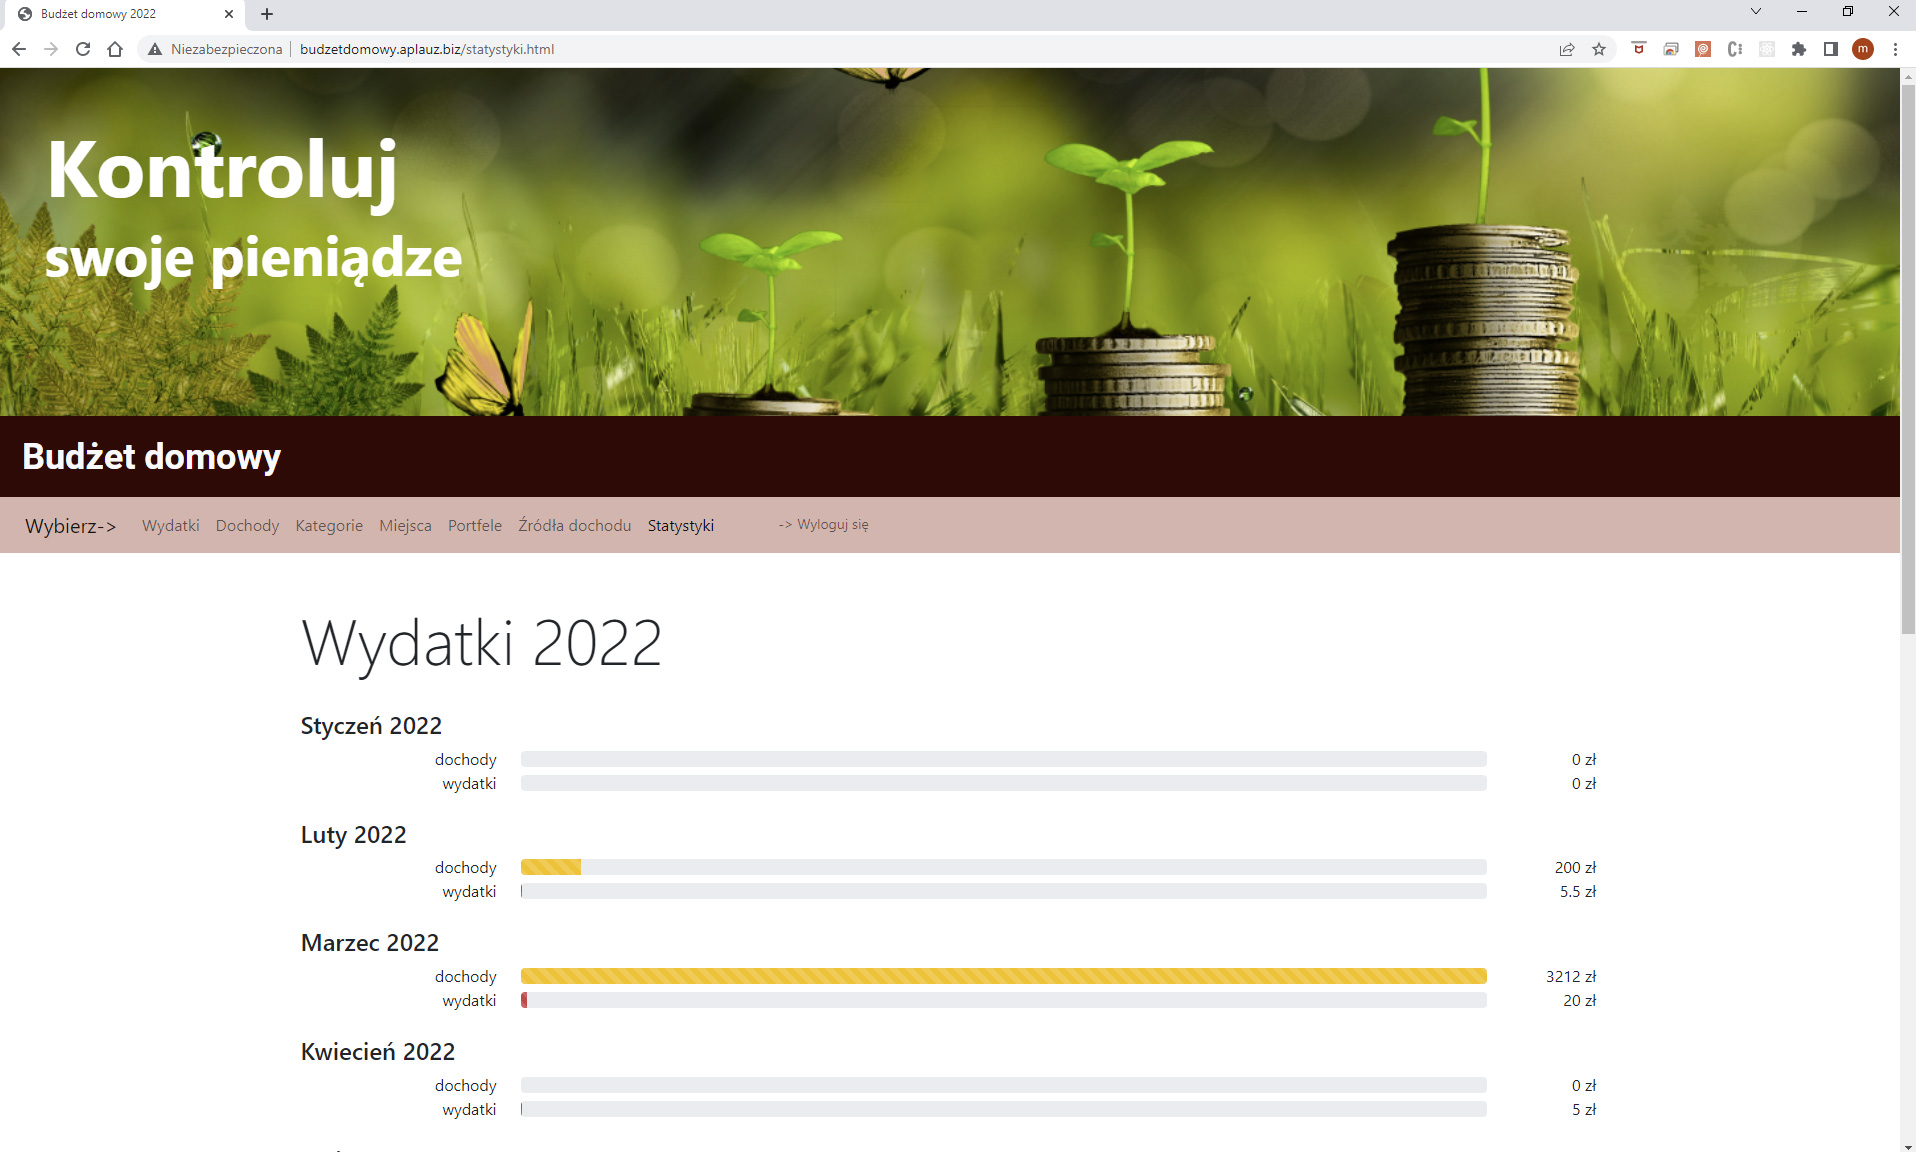 Budżet domowy 2022
Niezabezpieczona
budzetdomowy.aplauz.biz/statystyki.html
m
Kontroluj
swoje pieniądze
Budżet domowy
Wybierz-> Wydatki Dochody Kategorie Miejsca Portfele Źródła dochodu Statystyki -> Wyloguj się
Wydatki 2022
Styczeń 2022
dochody 0 zł
wydatki 0 zł
Luty 2022
dochody 200 zł
wydatki 5.5 zł
Marzec 2022
dochody 3212 zł
wydatki 20 zł
Kwiecień 2022
dochody 0 zł
wydatki 5 zł